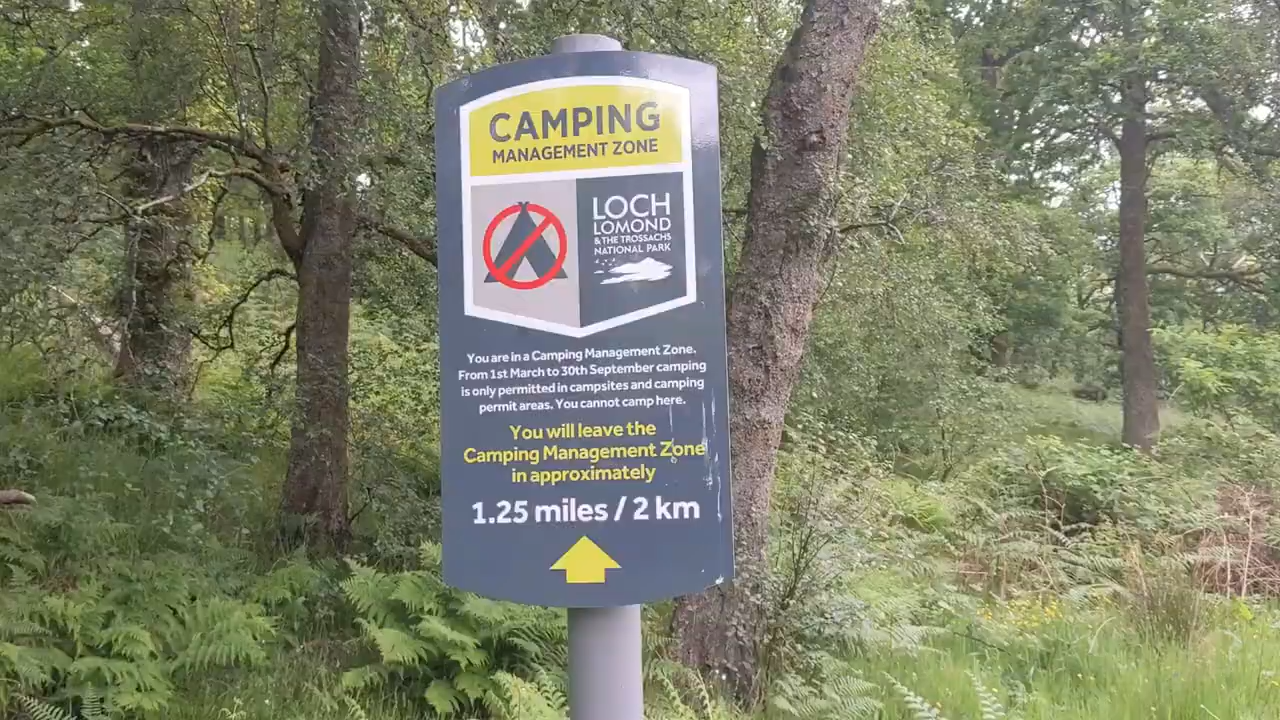 CAMPING
MANAGEMENT ZONE
LOCH
LOMOND
& THE TROSSACHS
NATIONAL PARK
You are in a Camping Management Zone.
From 1st March to 30th September camping
is only permitted in campsites and camping
permit areas. You cannot camp here.
You will leave the
Camping Management Zone
in approximately
1.25 miles / 2 km